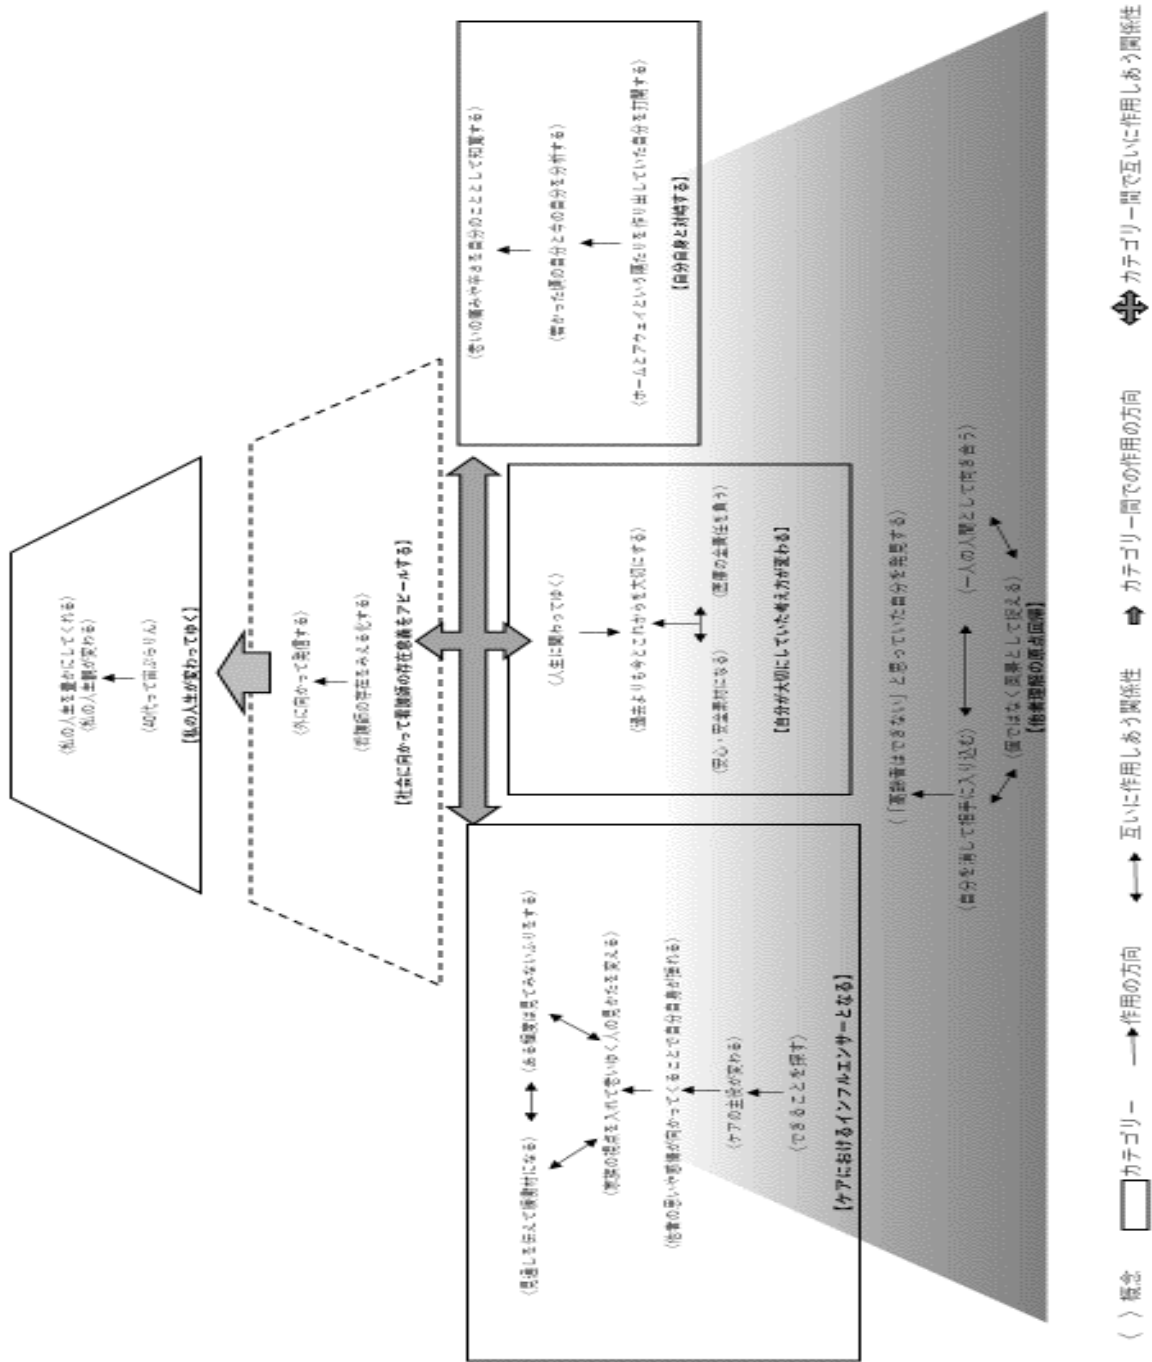 〈私の人生を豊かにしてくれる〉
〈私の人生観が変わる〉
〈40代って宙ぶらりん〉
【私の人生が変わってゆく】
〈外に向かって発信する〉
〈看護師の存在をみえる化する〉
【社会に向かって看護師の存在意義をアピールする】
〈見通しを伝えて緩衝材になる〉
〈ある程度は見てみないふりをする〉
〈家族の視点を入れて老いゆく人の見かたを変える〉
〈他者の思いや感情が向かってくることで自分自身が揺れる〉
〈ケアの主役が変わる〉
〈できることを探す〉
【ケアにおけるインフルエンサーとなる】
〈人生に関わってゆく〉
〈過去よりも今とこれからを大切にする〉
〈安心・安全素材になる〉
〈医療の全責任を負う〉
【自分が大切にしていた考え方が変わる】
〈老いの痛みや辛さを自分のこととして知覚する〉
〈若かった頃の自分と今の自分を分析する〉
〈ホームとアウェイという隔たりを作り出していた自分を打開する〉
【自分自身と対峙する】
〈「高齢者はできない」と思っていた自分を発見する〉
〈自分を消して相手に入り込む〉
〈一人の人間として向き合う〉
〈個ではなく因果として捉える〉
【他者理解の原点回帰】
〈 〉概念
カテゴリー
作用の方向
互いに作用しあう関係性
カテゴリー間での作用の方向
カテゴリー間で互いに作用しあう関係性